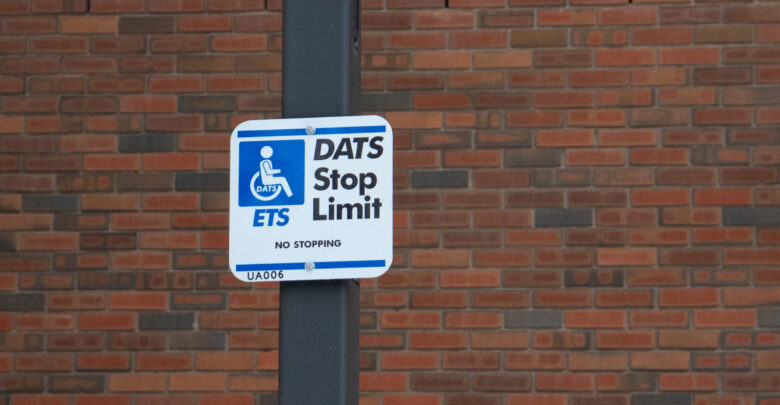 DATS
DATS
Stop
Limit
ETS
NO STOPPING
UA006